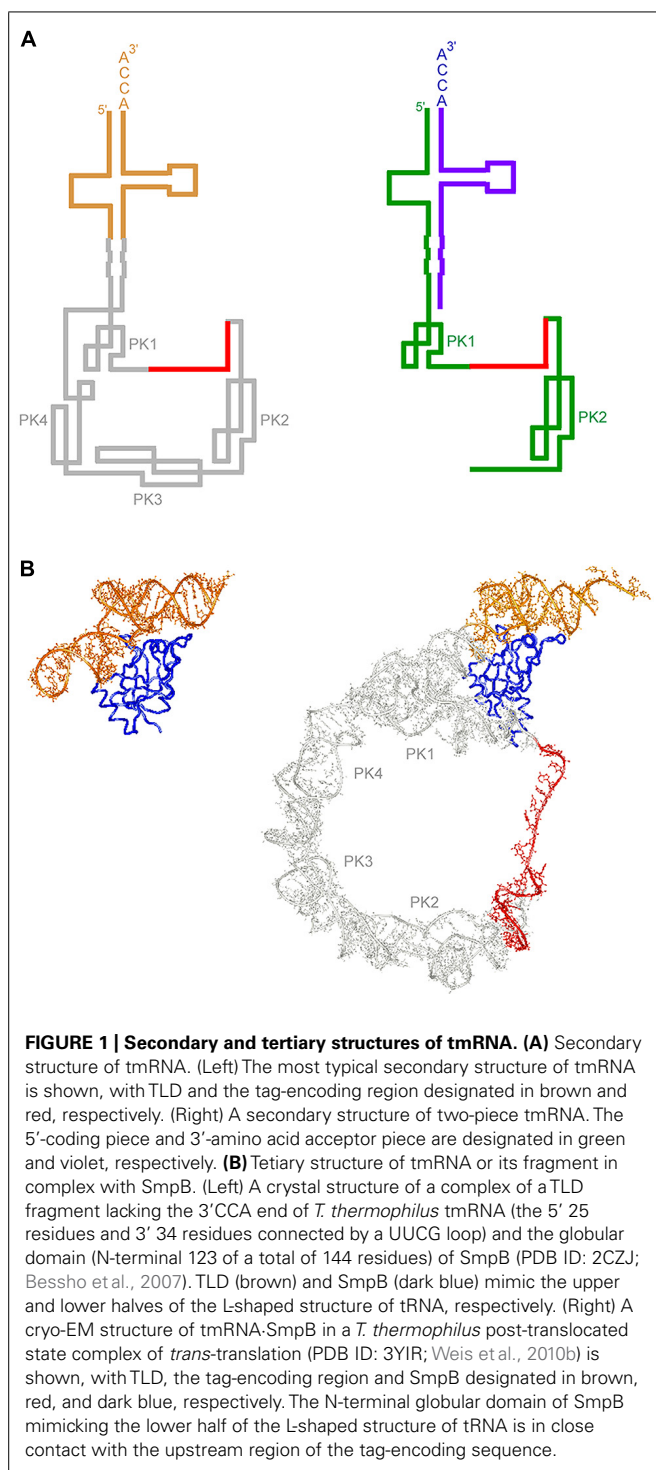 A
3'
A
C
C
A
5'
PK1
PK4
PK2
PK3
3'
A
C
C
A
5'
PK1
PK2
B
PK1
PK4
PK3
PK2
FIGURE 1 | Secondary and tertiary structures of tmRNA. (A) Secondary
structure of tmRNA. (Left) The most typical secondary structure of tmRNA
is shown, with TLD and the tag-encoding region designated in brown and
red, respectively. (Right) A secondary structure of two-piece tmRNA. The
5′-coding piece and 3′-amino acid acceptor piece are designated in green
and violet, respectively. (B) Tetiary structure of tmRNA or its fragment in
complex with SmpB. (Left) A crystal structure of a complex of a TLD
fragment lacking the 3′CCA end of T. thermophilus tmRNA (the 5′ 25
residues and 3′ 34 residues connected by a UUCG loop) and the globular
domain (N-terminal 123 of a total of 144 residues) of SmpB (PDB ID: 2CZJ;
Bessho et al., 2007). TLD (brown) and SmpB (dark blue) mimic the upper
and lower halves of the L-shaped structure of tRNA, respectively. (Right) A
cryo-EM structure of tmRNA·SmpB in a T. thermophilus post-translocated
state complex of trans-translation (PDB ID: 3YIR; Weis et al., 2010b) is
shown, with TLD, the tag-encoding region and SmpB designated in brown,
red, and dark blue, respectively. The N-terminal globular domain of SmpB
mimicking the lower half of the L-shaped structure of tRNA is in close
contact with the upstream region of the tag-encoding sequence.